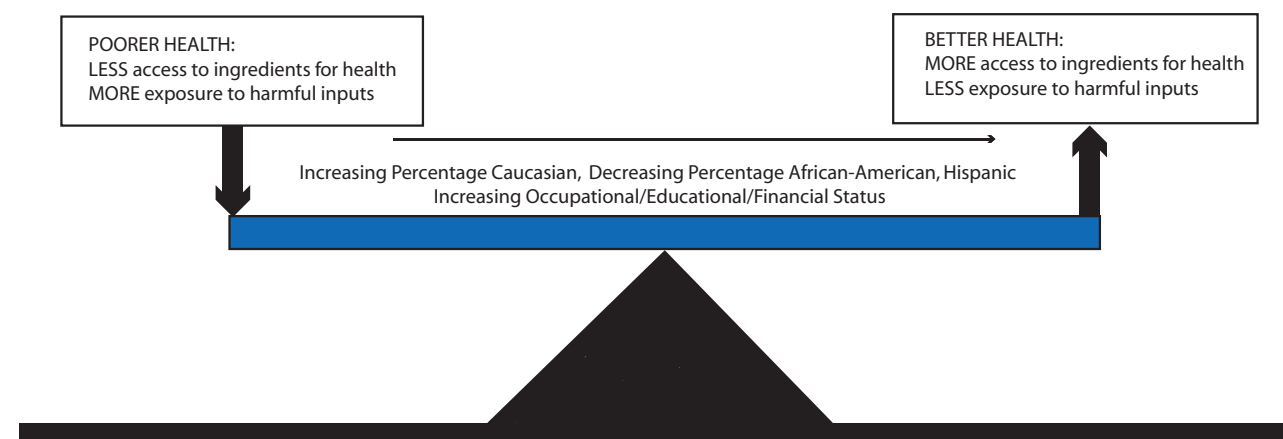 POORER HEALTH:
LESS access to ingredients for health
MORE exposure to harmful inputs
BETTER HEALTH:
MORE access to ingredients for health
LESS exposure to harmful inputs
Increasing Percentage Caucasian, Decreasing Percentage African-American, Hispanic
Increasing Occupational/Educational/Financial Status